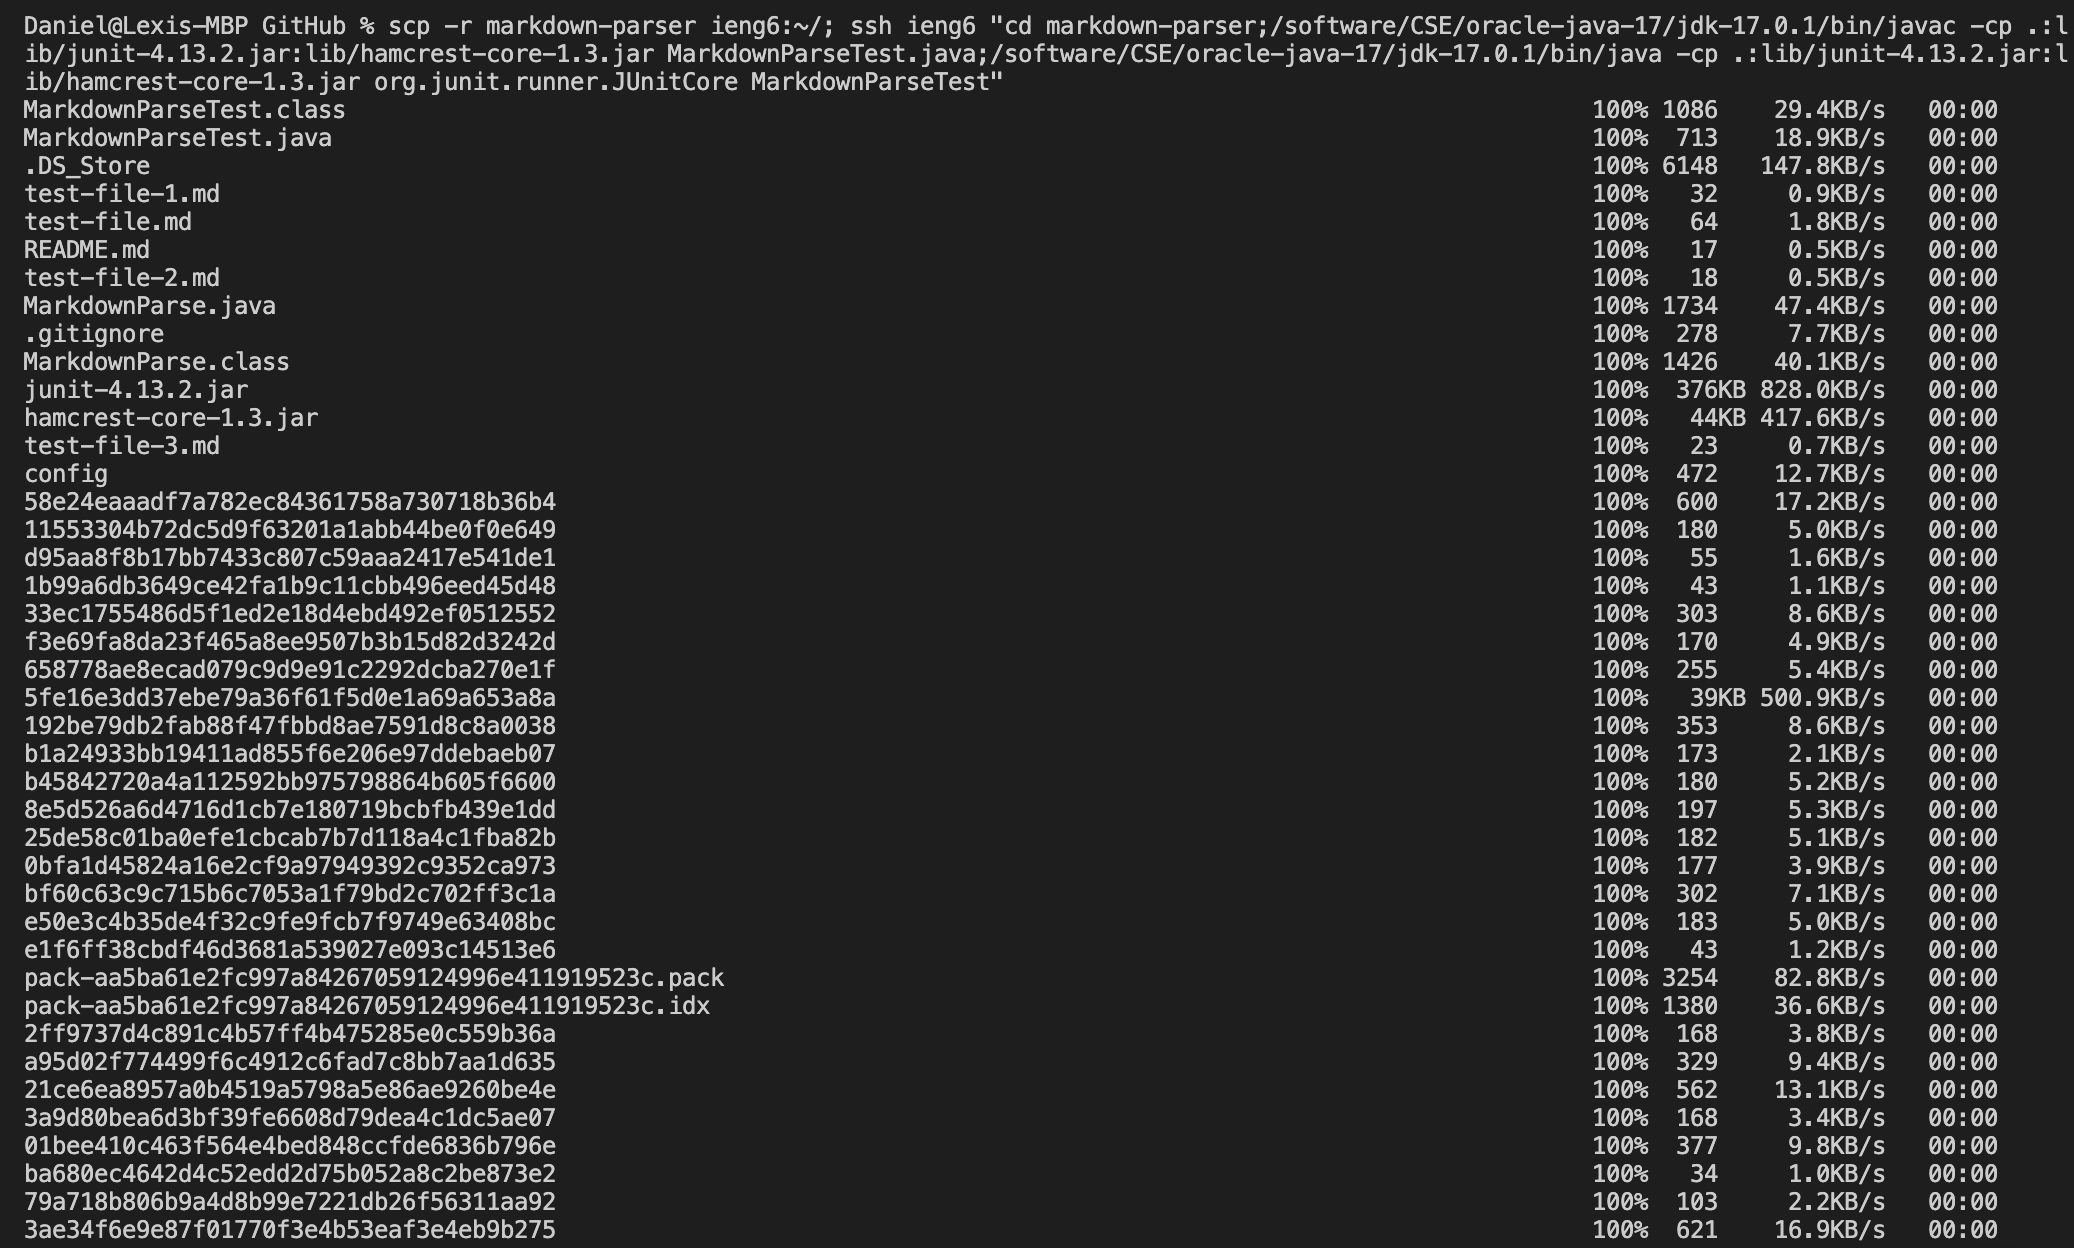 Daniel@Lexis-MBP GitHub % scp -r markdown-parser ieng6:~/; ssh ieng6 "cd markdown-parser;/software/CSE/oracle-java-17/jdk-17.0.1/bin/javac -cp .:l
ib/junit-4.13.2.jar:lib/hamcrest-core-1.3.jar MarkdownParseTest.java;/software/CSE/oracle-java-17/jdk-17.0.1/bin/java -cp .:lib/junit-4.13.2.jar:l
ib/hamcrest-core-1.3.jar org.junit.runner.JUnitCore MarkdownParseTest"
MarkdownParseTest.class 100% 1086 29.4KB/s 00:00
MarkdownParseTest.java 100% 713 18.9KB/s 00:00
.DS_Store 100% 6148 147.8KB/s 00:00
test-file-1.md 100% 32 0.9KB/s 00:00
test-file.md 100% 64 1.8KB/s 00:00
README.md 100% 17 0.5KB/s 00:00
test-file-2.md 100% 18 0.5KB/s 00:00
MarkdownParse.java 100% 1734 47.4KB/s 00:00
.gitignore 100% 278 7.7KB/s 00:00
MarkdownParse.class 100% 1426 40.1KB/s 00:00
junit-4.13.2.jar 100% 376KB 828.0KB/s 00:00
hamcrest-core-1.3.jar 100% 44KB 417.6KB/s 00:00
test-file-3.md 100% 23 0.7KB/s 00:00
config 100% 472 12.7KB/s 00:00
58e24eaaadf7a782ec84361758a730718b36b4 100% 600 17.2KB/s 00:00
11553304b72dc5d9f63201a1abb44be0f0e649 100% 180 5.0KB/s 00:00
d95aa8f8b17bb7433c807c59aaa2417e541de1 100% 55 1.6KB/s 00:00
1b99a6db3649ce42fa1b9c11cbb496eed45d48 100% 43 1.1KB/s 00:00
33ec1755486d5f1ed2e18d4ebd492ef0512552 100% 303 8.6KB/s 00:00
f3e69fa8da23f465a8ee9507b3b15d82d3242d 100% 170 4.9KB/s 00:00
658778ae8ecad079c9d9e91c2292dcba270e1f 100% 255 5.4KB/s 00:00
5fe16e3dd37ebe79a36f61f5d0e1a69a653a8a 100% 39KB 500.9KB/s 00:00
192be79db2fab88f47fbbd8ae7591d8c8a0038 100% 353 8.6KB/s 00:00
b1a24933bb19411ad855f6e206e97ddebaeb07 100% 173 2.1KB/s 00:00
b45842720a4a112592bb975798864b605f6600 100% 180 5.2KB/s 00:00
8e5d526a6d4716d1cb7e180719bcbfb439e1dd 100% 197 5.3KB/s 00:00
25de58c01ba0efe1cbcab7b7d118a4c1fba82b 100% 182 5.1KB/s 00:00
0bfa1d45824a16e2cf9a97949392c9352ca973 100% 177 3.9KB/s 00:00
bf60c63c9c715b6c7053a1f79bd2c702ff3c1a 100% 302 7.1KB/s 00:00
e50e3c4b35de4f32c9fe9fcb7f9749e63408bc 100% 183 5.0KB/s 00:00
e1f6ff38cbdf46d3681a539027e093c14513e6 100% 43 1.2KB/s 00:00
pack-aa5ba61e2fc997a84267059124996e411919523c.pack 100% 3254 82.8KB/s 00:00
pack-aa5ba61e2fc997a84267059124996e411919523c.idx 100% 1380 36.6KB/s 00:00
2ff9737d4c891c4b57ff4b475285e0c559b36a 100% 168 3.8KB/s 00:00
a95d02f774499f6c4912c6fad7c8bb7aa1d635 100% 329 9.4KB/s 00:00
21ce6ea8957a0b4519a5798a5e86ae9260be4e 100% 562 13.1KB/s 00:00
3a9d80bea6d3bf39fe6608d79dea4c1dc5ae07 100% 168 3.4KB/s 00:00
01bee410c463f564e4bed848ccfde6836b796e 100% 377 9.8KB/s 00:00
ba680ec4642d4c52edd2d75b052a8c2be873e2 100% 34 1.0KB/s 00:00
79a718b806b9a4d8b99e7221db26f56311aa92 100% 103 2.2KB/s 00:00
3ae34f6e9e87f01770f3e4b53eaf3e4eb9b275 100% 621 16.9KB/s 00:00